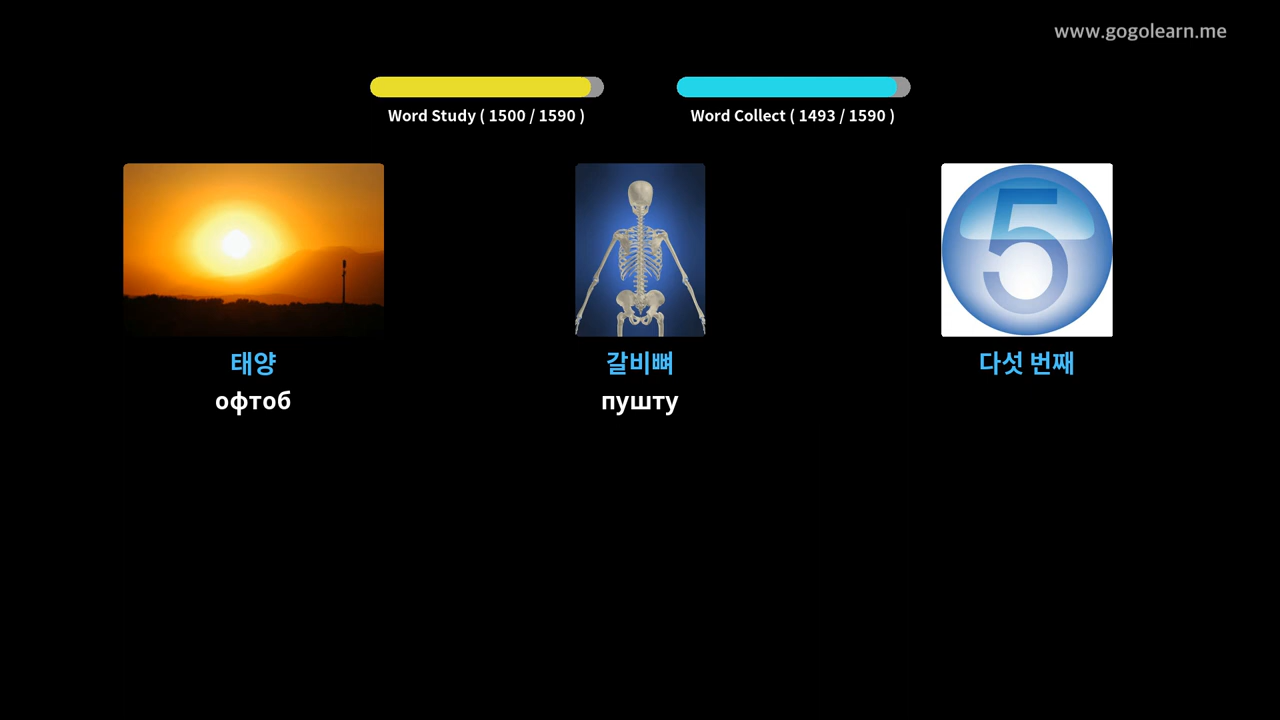 www.gogolearn.me
Word Study ( 1500 / 1590 )
Word Collect ( 1493 / 1590 )
5
태양
갈비뼈
다섯 번째
офтоб
пушту